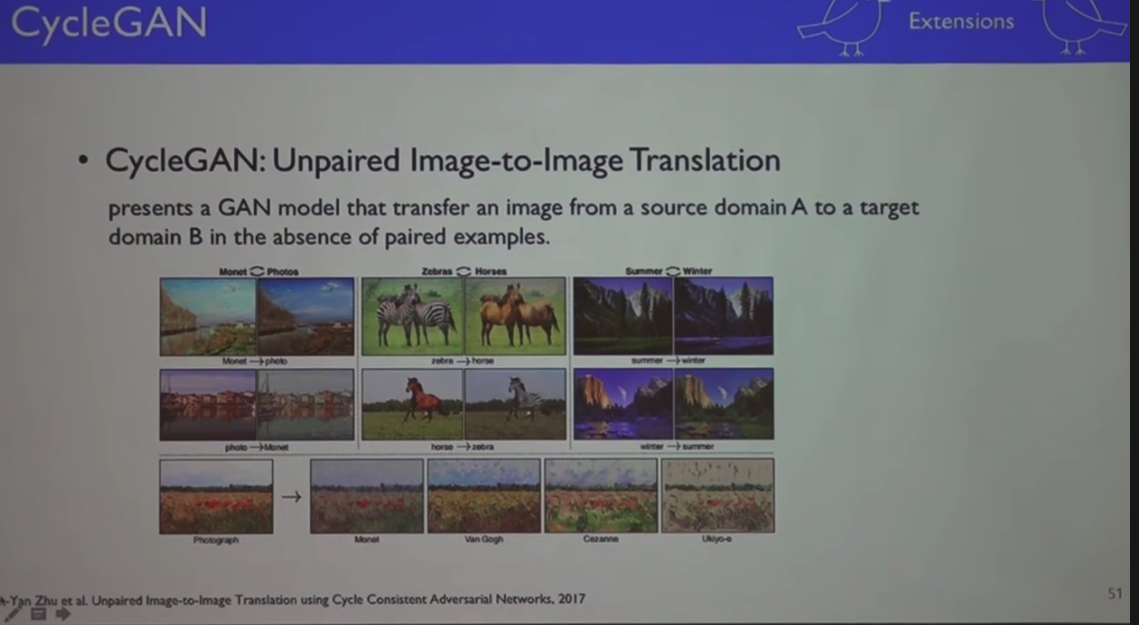 CycleGAN
Extensions
• CycleGAN: Unpaired Image-to-Image Translation
presents a GAN model that transfer an image from a source domain A to a target
domain B in the absence of paired examples.
Monet Photos
Zebras Horses
Summer Winter
Monet → photo
zebra → horse
summer → winter
photo → Monet
horse → zebra
winter → summer
→
Photograph
Monet
Van Gogh
Cezanne
Ukiyo-e
-Yan Zhu et al. Unpaired Image-to-Image Translation using Cycle Consistent Adversarial Networks, 2017
51